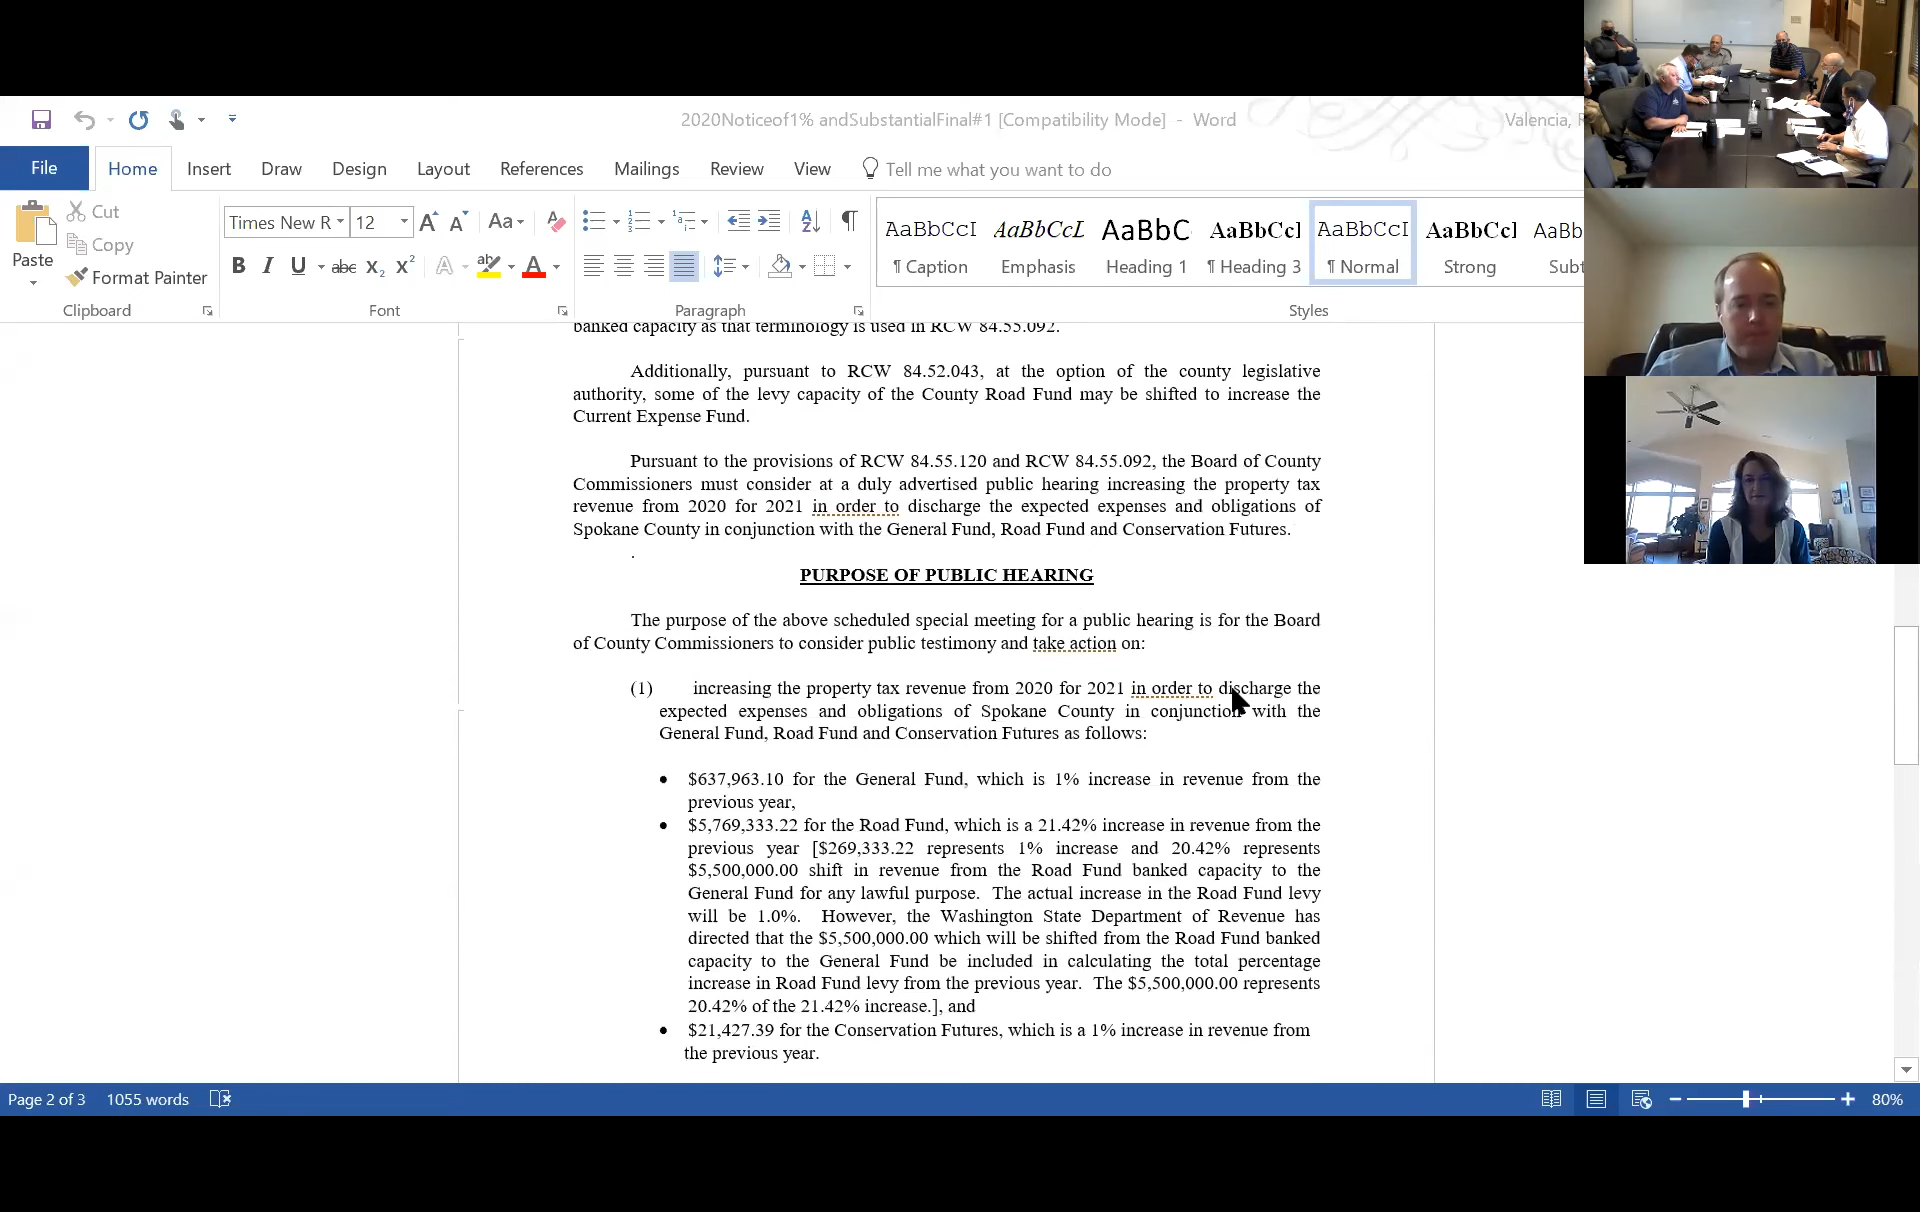 2020Noticeof1% andSubstantialFinal#1 [Compatibility Mode] - Word
Valencia, R
File Home Insert Draw Design Layout References Mailings Review View Tell me what you want to do
Paste
Cut
Copy
Format Painter
Clipboard
Times New R 12
Font
Paragraph
AaBbCcI AaBbCcL AaBbC AaBbCcI AaBbCcI AaBbCcI AaBb
¶ Caption Emphasis Heading 1 ¶ Heading 3 ¶ Normal Strong Subt
Styles
banked capacity as that terminology is used in RCW 84.55.092.
Additionally, pursuant to RCW 84.52.043, at the option of the county legislative
authority, some of the levy capacity of the County Road Fund may be shifted to increase the
Current Expense Fund.
Pursuant to the provisions of RCW 84.55.120 and RCW 84.55.092, the Board of County
Commissioners must consider at a duly advertised public hearing increasing the property tax
revenue from 2020 for 2021 in order to discharge the expected expenses and obligations of
Spokane County in conjunction with the General Fund, Road Fund and Conservation Futures.
.
PURPOSE OF PUBLIC HEARING
The purpose of the above scheduled special meeting for a public hearing is for the Board
of County Commissioners to consider public testimony and take action on:
(1) increasing the property tax revenue from 2020 for 2021 in order to discharge the
expected expenses and obligations of Spokane County in conjunction with the
General Fund, Road Fund and Conservation Futures as follows:
• $637,963.10 for the General Fund, which is 1% increase in revenue from the
previous year,
• $5,769,333.22 for the Road Fund, which is a 21.42% increase in revenue from the
previous year [$269,333.22 represents 1% increase and 20.42% represents
$5,500,000.00 shift in revenue from the Road Fund banked capacity to the
General Fund for any lawful purpose. The actual increase in the Road Fund levy
will be 1.0%. However, the Washington State Department of Revenue has
directed that the $5,500,000.00 which will be shifted from the Road Fund banked
capacity to the General Fund be included in calculating the total percentage
increase in Road Fund levy from the previous year. The $5,500,000.00 represents
20.42% of the 21.42% increase.], and
• $21,427.39 for the Conservation Futures, which is a 1% increase in revenue from
the previous year.
Page 2 of 3 1055 words 80%